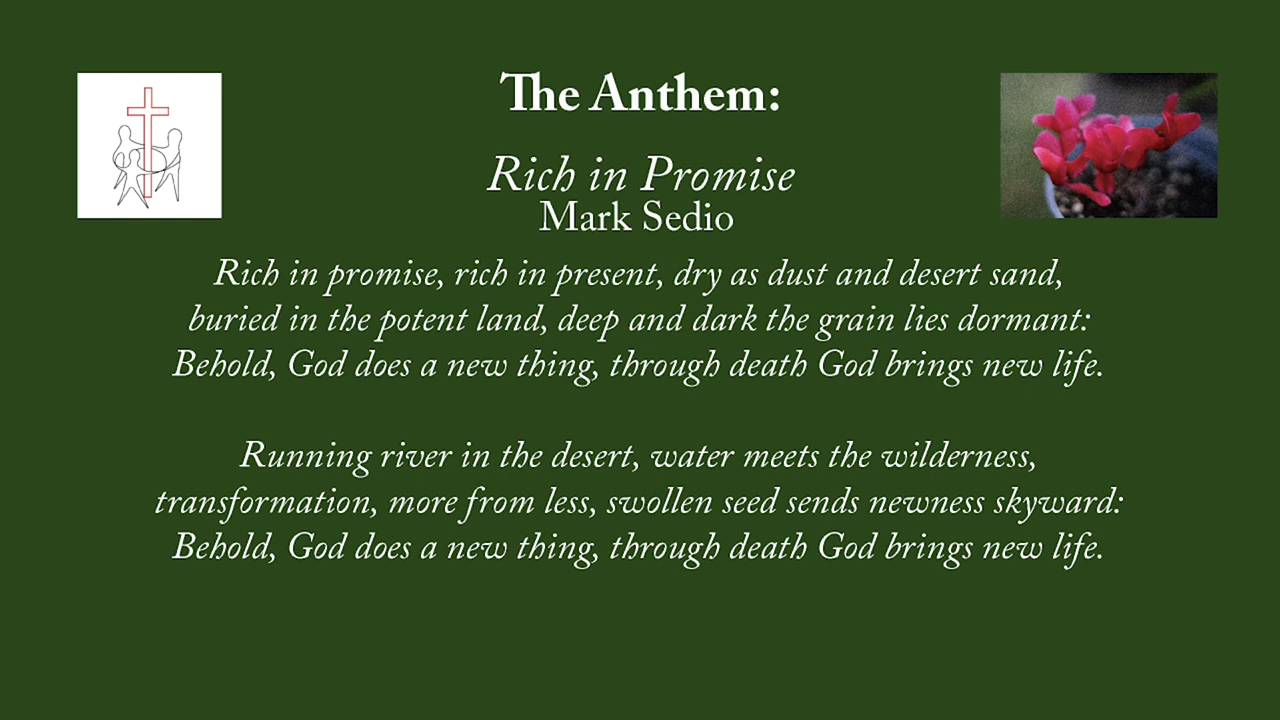 The Anthem:
Rich in Promise
Mark Sedio
Rich in promise, rich in present, dry as dust and desert sand,
buried in the potent land, deep and dark the grain lies dormant:
Behold, God does a new thing, through death God brings new life.
Running river in the desert, water meets the wilderness,
transformation, more from less, swollen seed sends newness skyward:
Behold, God does a new thing, through death God brings new life.